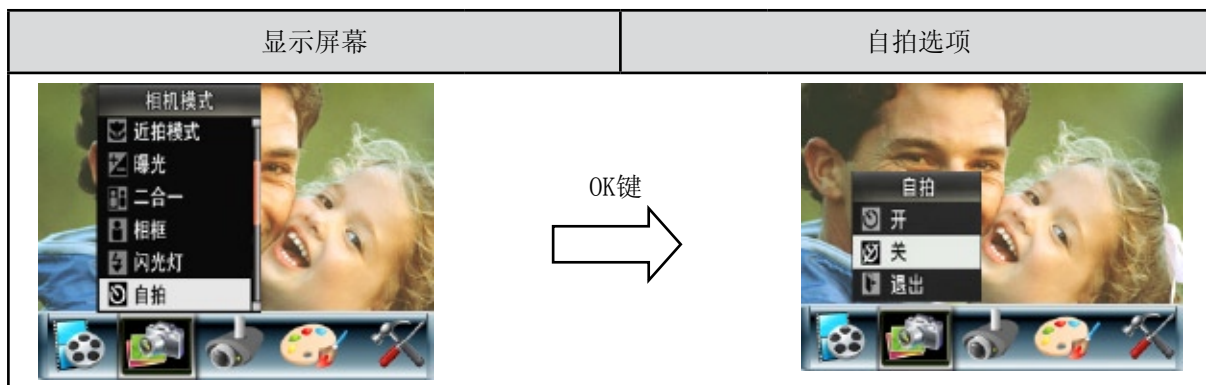 显示屏幕
自拍选项
相机模式
近拍模式
曝光
二合一
相框
闪光灯
自拍
OK键
自拍
开
关
退出